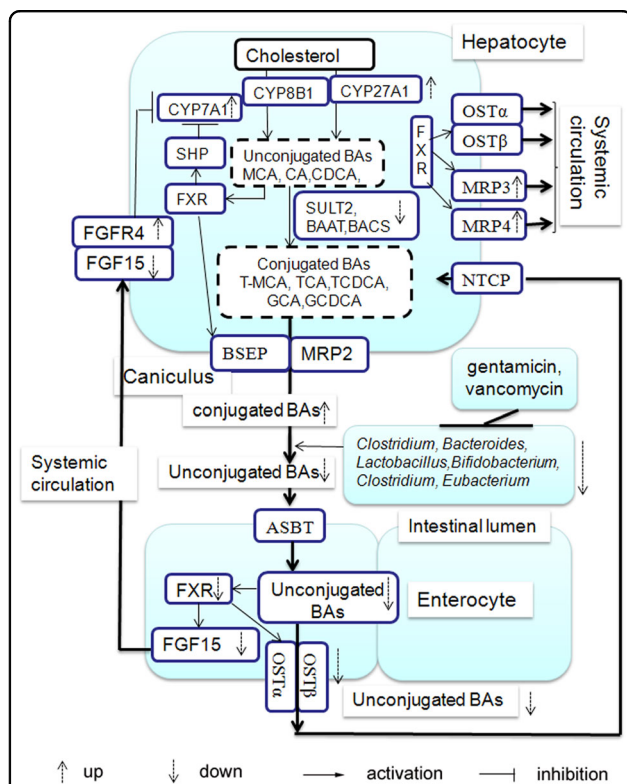 Cholesterol
Hepatocyte
CYP7A1
CYP8B1
CYP27A1
SHP
Unconjugated BAs
MCA, CA,CDCA,
FXR
FXR
OSTα
OSTβ
MRP3
MRP4
Systemic circulation
SULT2,
BAAT,BACS
FGFR4
FGF15
Conjugated BAs
T-MCA, TCA,TCDCA,
GCA,GCDCA
NTCP
BSEP
MRP2
Caniculus
conjugated BAs
gentamicin,
vancomycin
Clostridium, Bacteroides,
Lactobacillus,Bifidobacterium,
Clostridium, Eubacterium
Unconjugated BAs
Systemic
circulation
ASBT
Intestinal lumen
FXR
Unconjugated
BAs
Enterocyte
FGF15
OSTα
OSTβ
Unconjugated BAs
up
down
activation
inhibition